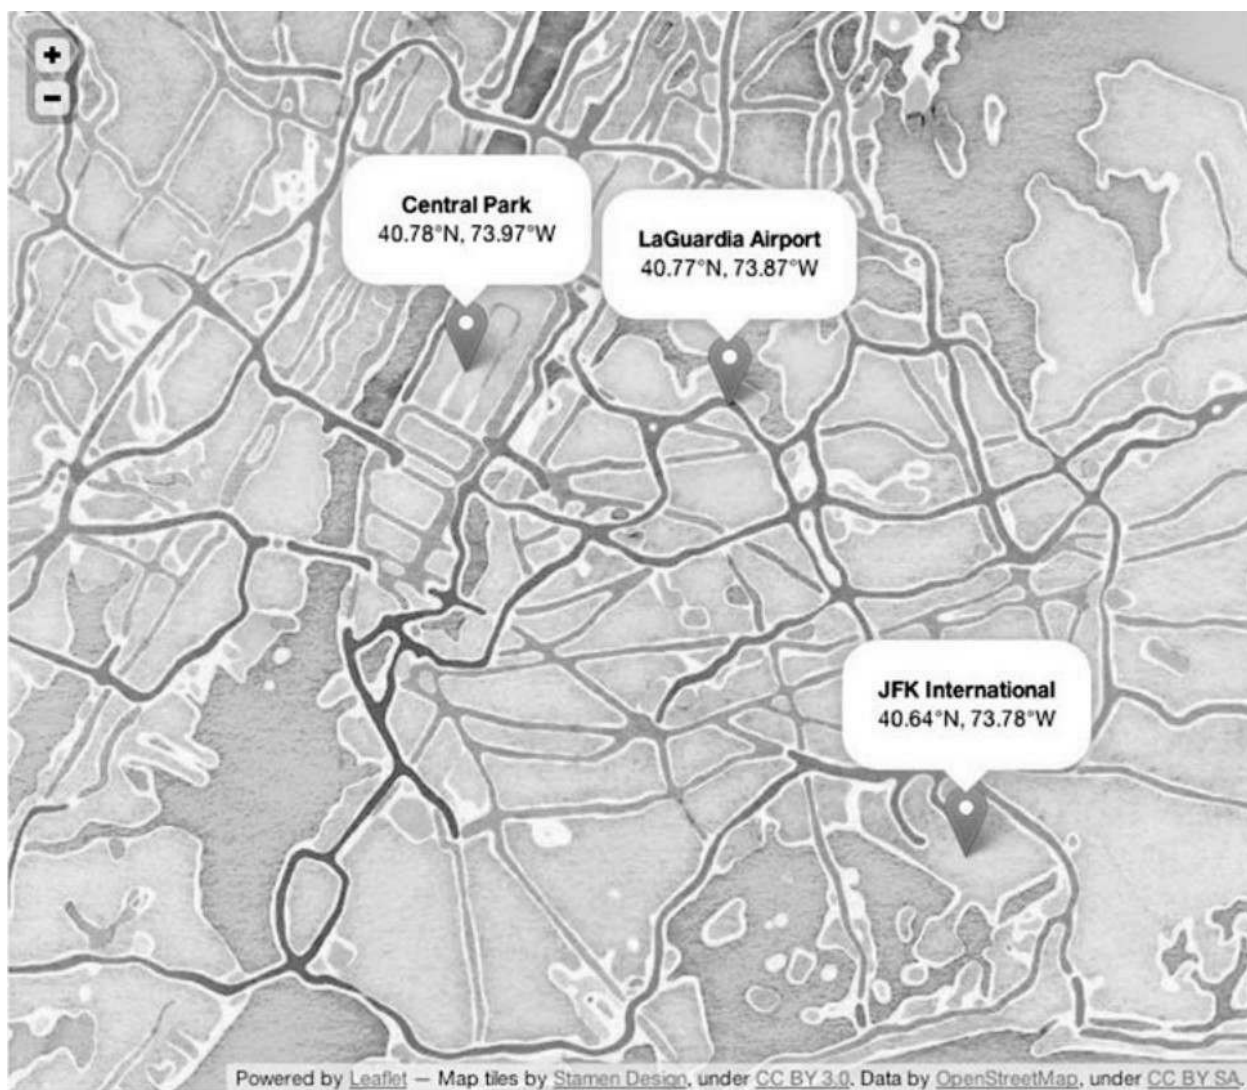 +
−
Central Park
40.78°N, 73.97°W
LaGuardia Airport
40.77°N, 73.87°W
JFK International
40.64°N, 73.78°W
Powered by Leaflet — Map tiles by Stamen Design, under CC BY 3.0. Data by OpenStreetMap, under CC BY SA.